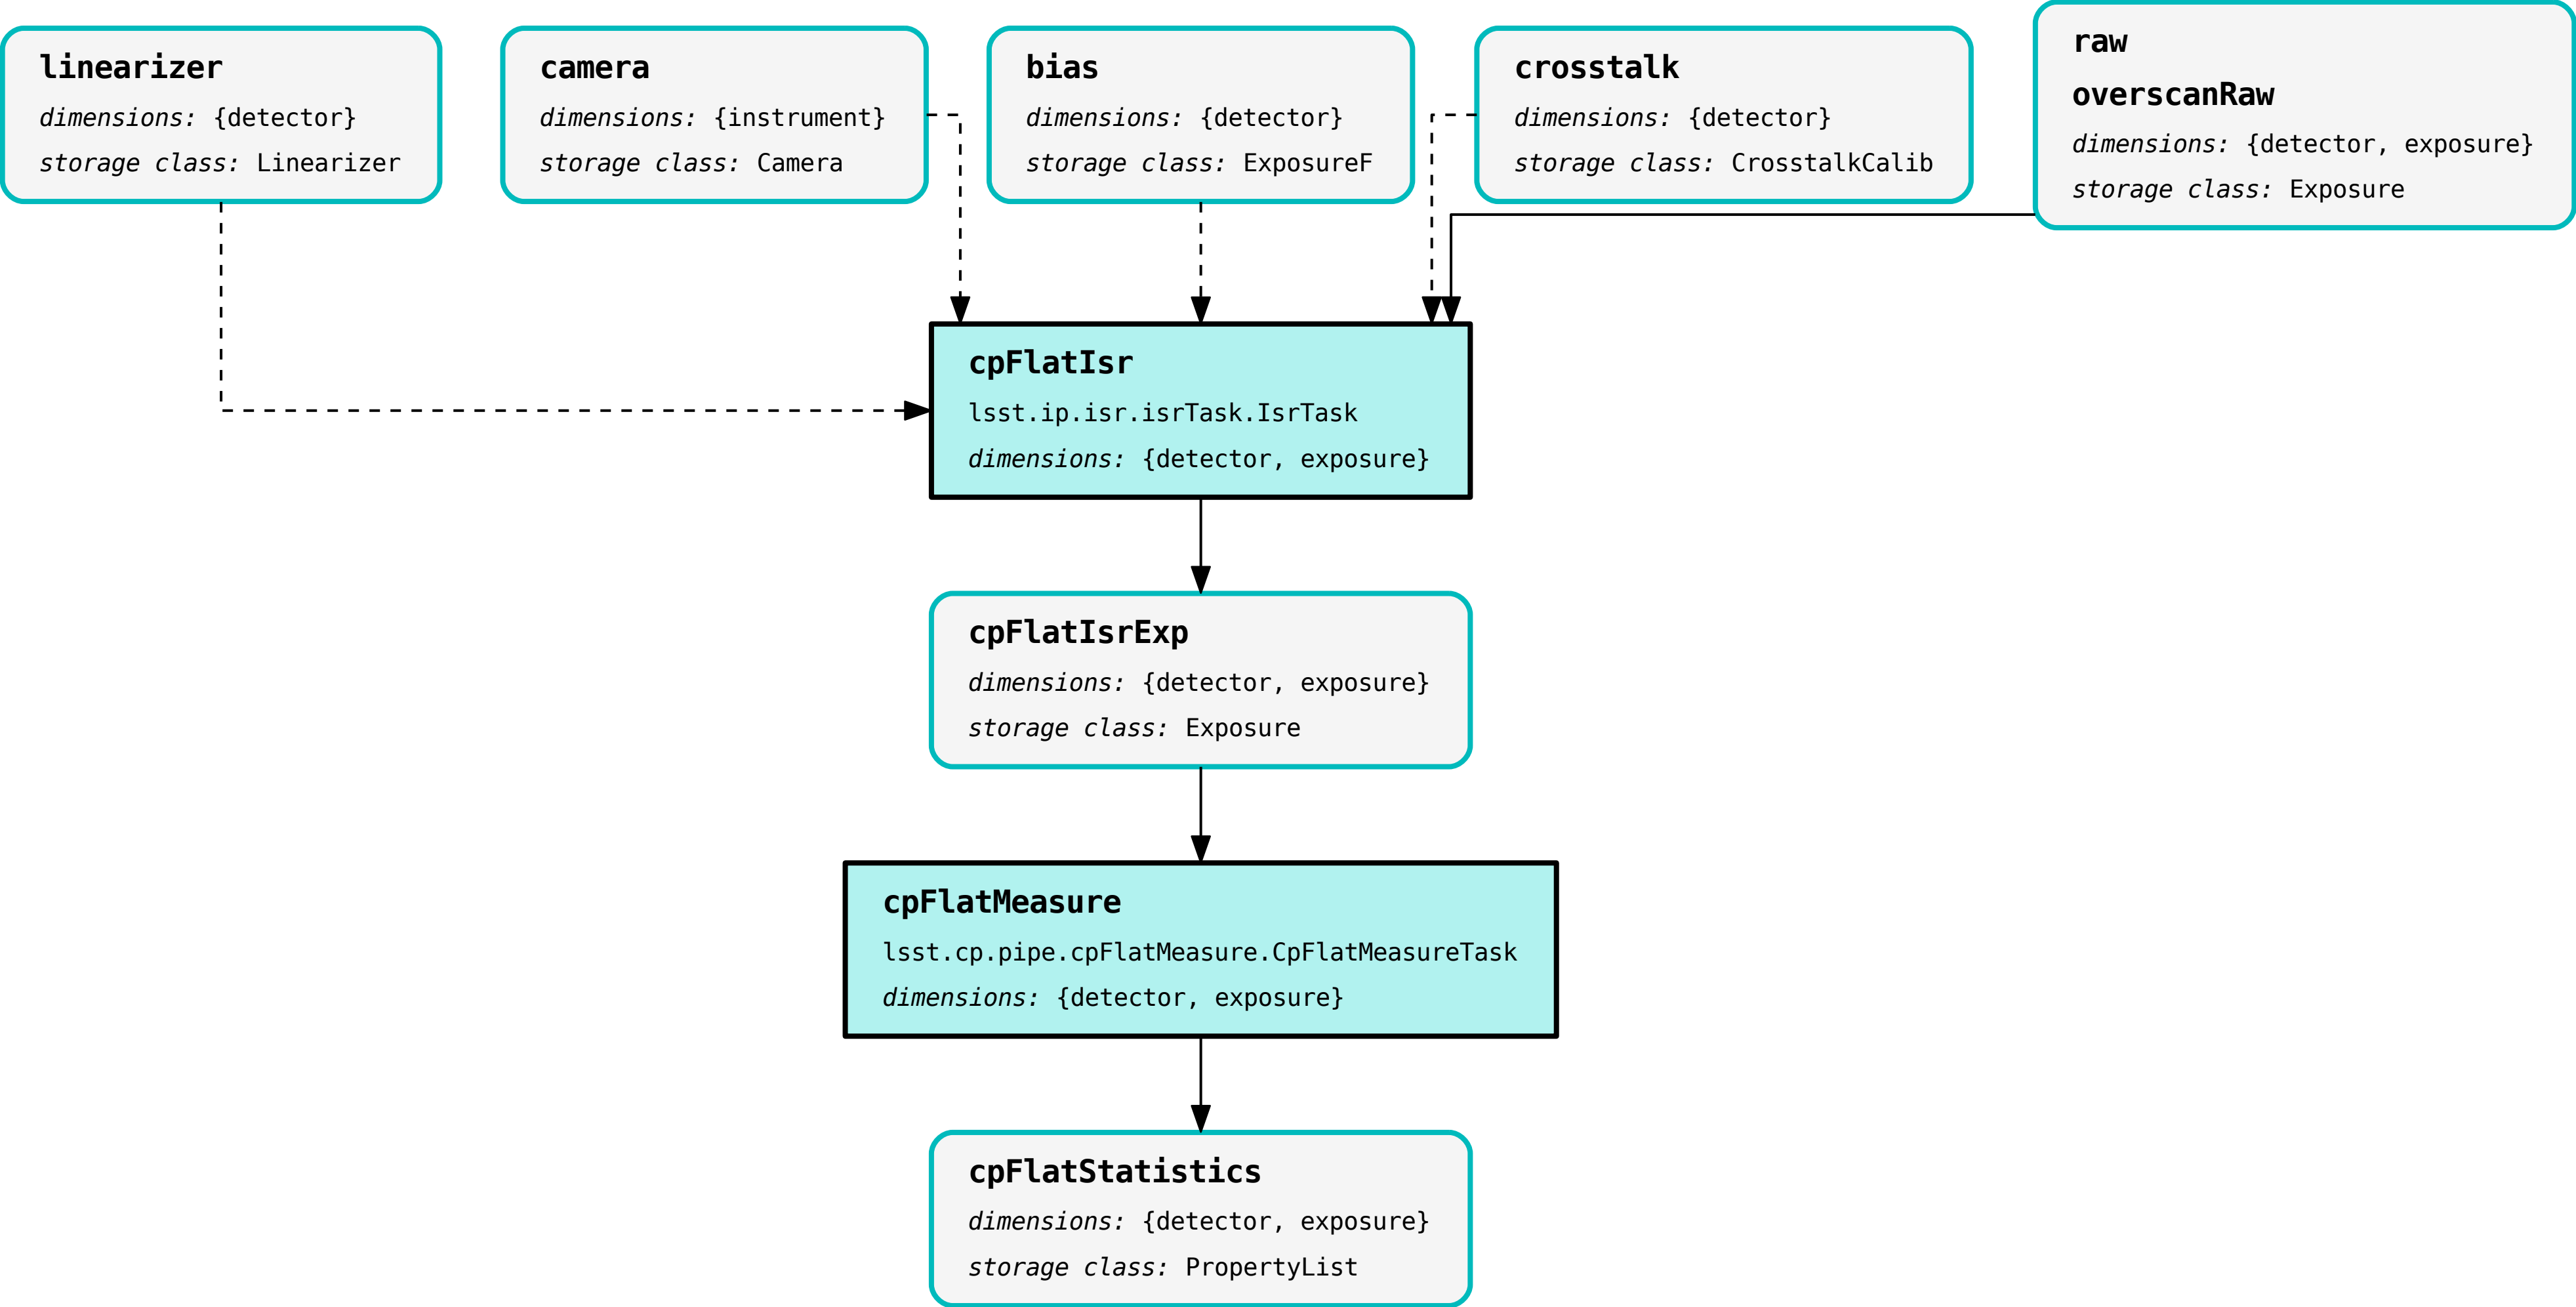 linearizer
dimensions: {detector}
storage class: Linearizer
camera
dimensions: {instrument}
storage class: Camera
bias
dimensions: {detector}
storage class: ExposureF
crosstalk
dimensions: {detector}
storage class: CrosstalkCalib
raw
overscanRaw
dimensions: {detector, exposure}
storage class: Exposure
cpFlatIsr
lsst.ip.isr.isrTask.IsrTask
dimensions: {detector, exposure}
cpFlatIsrExp
dimensions: {detector, exposure}
storage class: Exposure
cpFlatMeasure
lsst.cp.pipe.cpFlatMeasure.CpFlatMeasureTask
dimensions: {detector, exposure}
cpFlatStatistics
dimensions: {detector, exposure}
storage class: PropertyList